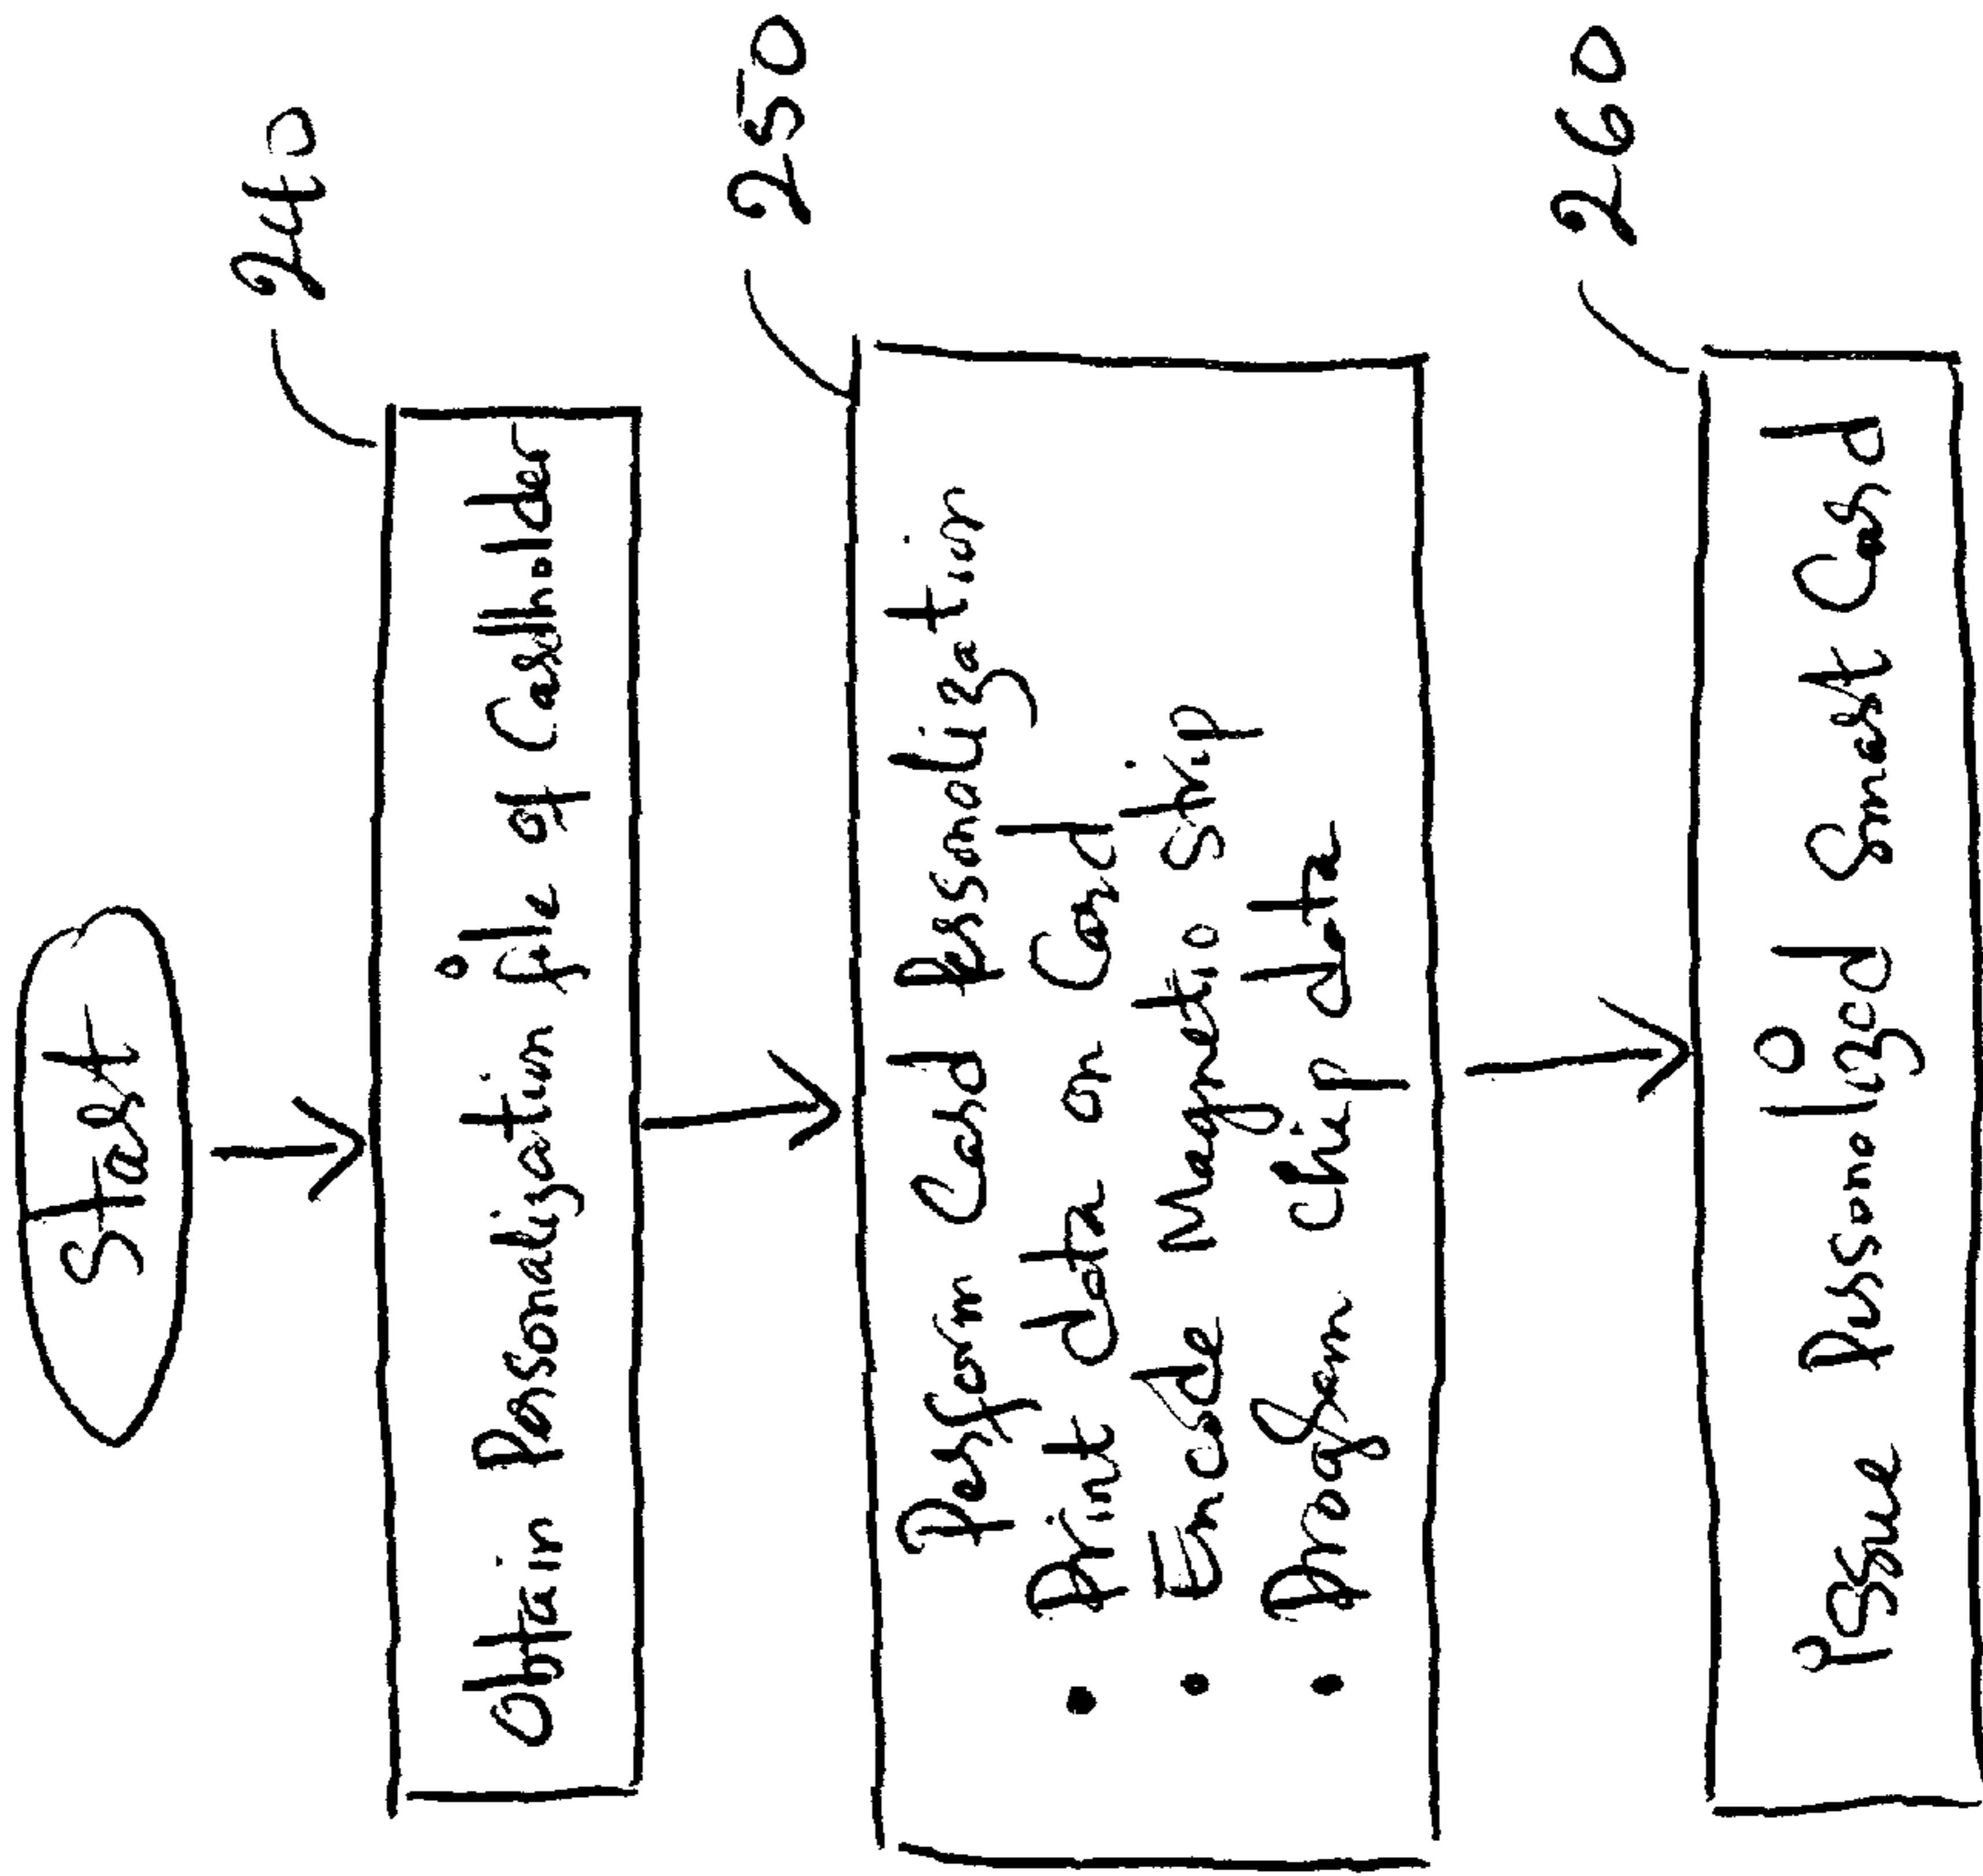 Start
240
Obtain Personalization file of Cardholder
250
Perform Card Personalization
• Print data on Card
• Encode Magnetic Strip
• Program chip data
260
Issue Personalized Smart Card